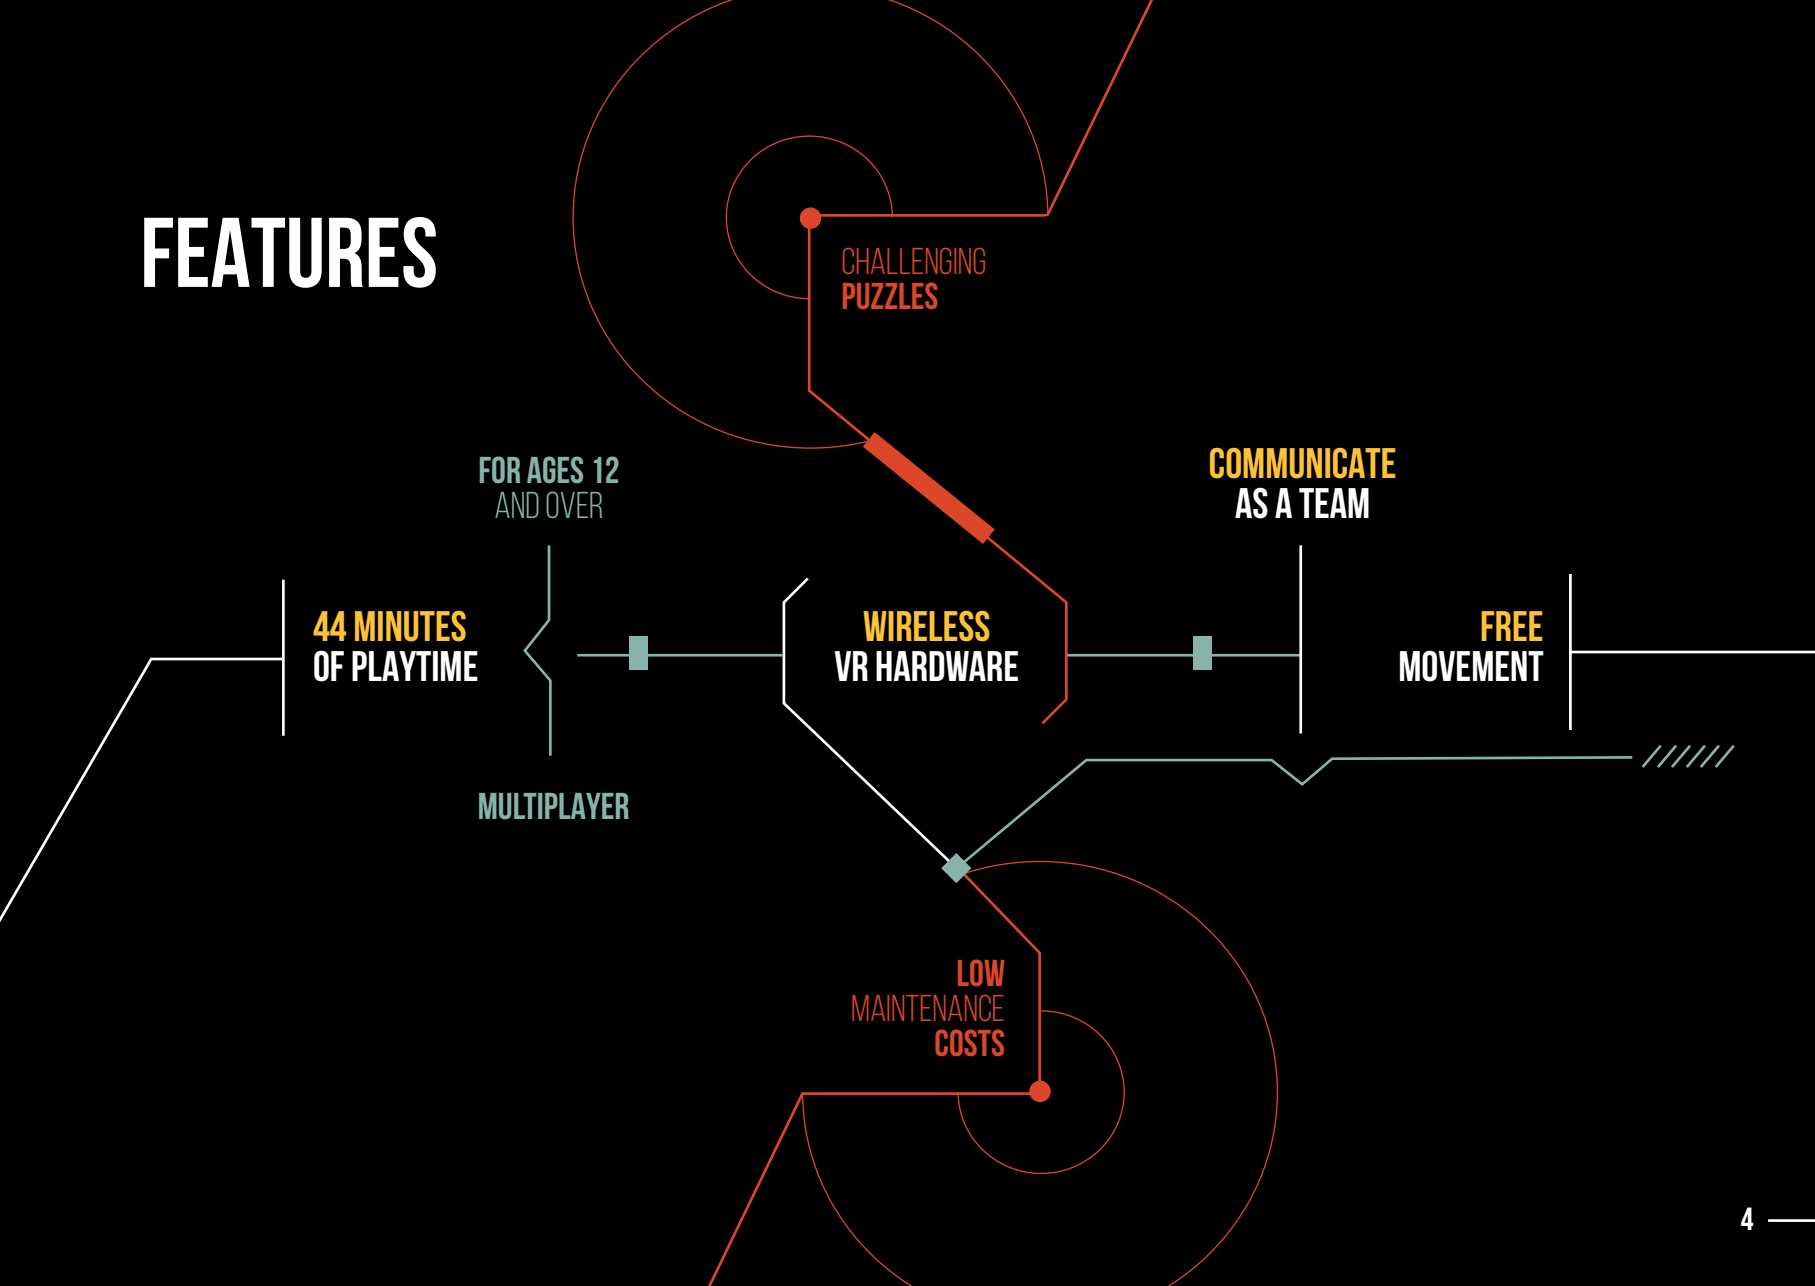 FEATURES
CHALLENGING
PUZZLES
FOR AGES 12
AND OVER
COMMUNICATE
AS A TEAM
44 MINUTES
OF PLAYTIME
WIRELESS
VR HARDWARE
FREE
MOVEMENT
MULTIPLAYER
LOW
MAINTENANCE
COSTS
4